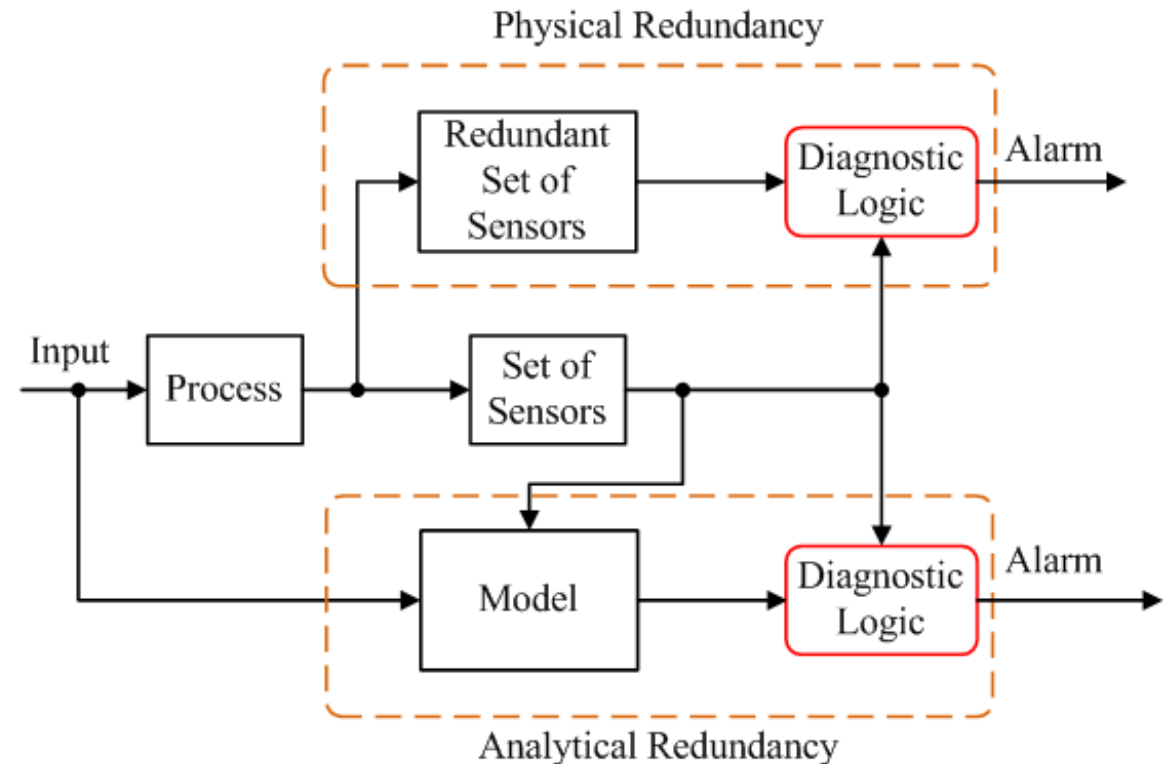 Physical Redundancy
Redundant
Set of
Sensors
Diagnostic
Logic
Alarm
Input
Process
Set of
Sensors
Model
Diagnostic
Logic
Alarm
Analytical Redundancy